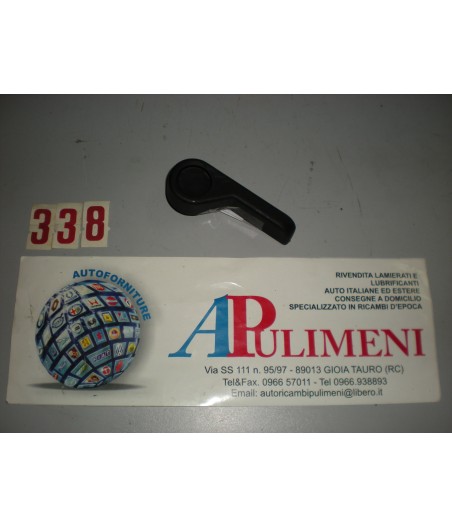 338
AUTOFORNITURE
RIVENDITA LAMIERATI E
LUBRIFICANTI
AUTO ITALIANE ED ESTERE
CONSEGNE A DOMICILIO
SPECIALIZZATO IN RICAMBI D'EPOCA
APULIMENI
Via SS 111 n. 95/97 - 89013 GIOIA TAURO (RC)
Tel&Fax. 0966 57011 - Tel 0966.938893
Email: autoricambipulimeni@libero.it